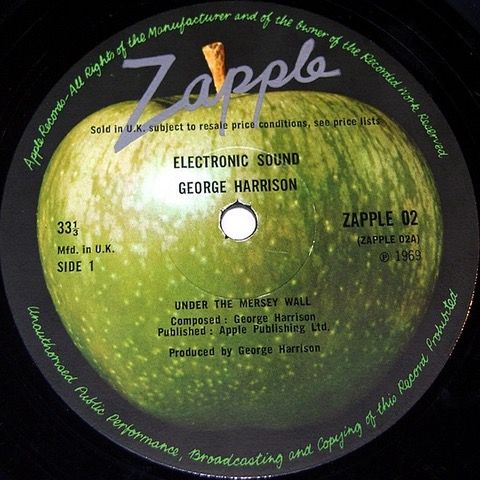 Apple Records-All Rights of the Manufacturer and of the owner of the Recorded Work Reserved
Zapple
Sold in U.K. subject to resale price conditions, see price lists
ELECTRONIC SOUND
GEORGE HARRISON
33⅓
ZAPPLE 02
(ZAPPLE 02A)
Mfd. in U.K.
℗ 1969
SIDE 1
UNDER THE MERSEY WALL
Composed : George Harrison
Published : Apple Publishing Ltd.
Produced by George Harrison
Unauthorised Public Performance, Broadcasting and Copying of this Record Prohibited